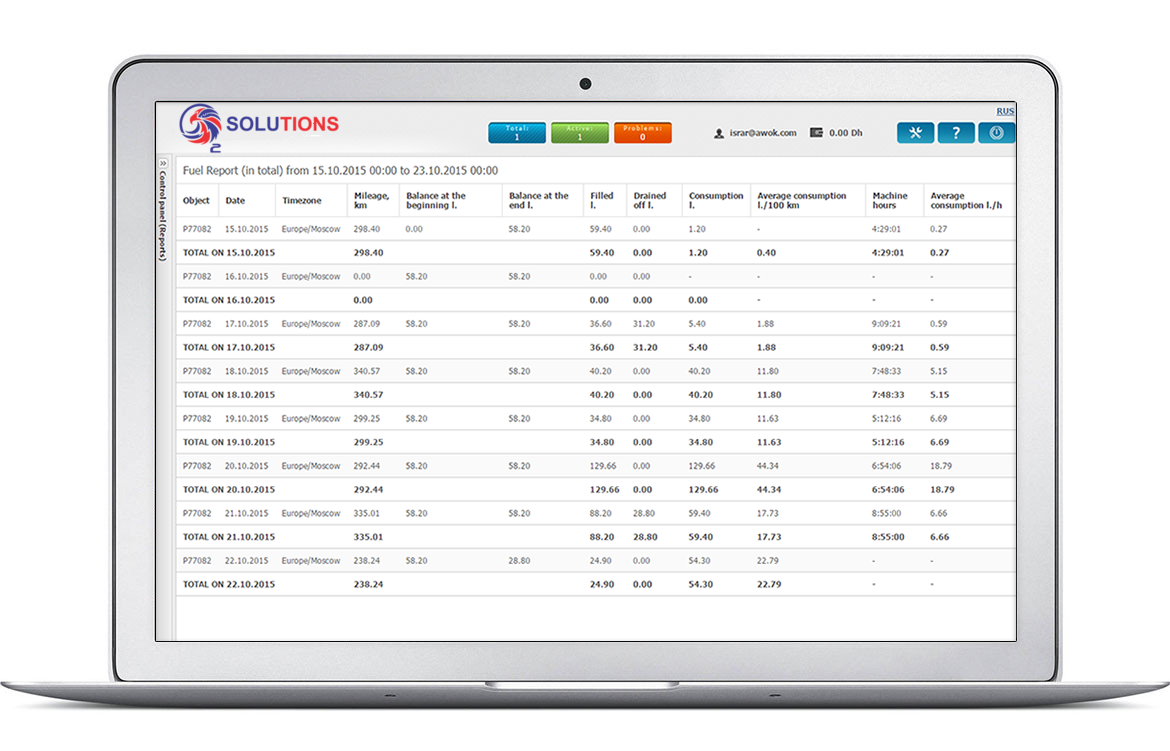 RUS
SOLUTIONS
2
Total: 1
Active: 1
Problems: 0
israr@awok.com 0.00 Dh
?
Control panel (Reports)
Fuel Report (in total) from 15.10.2015 00:00 to 23.10.2015 00:00
Object Date Timezone Mileage, km Balance at the beginning l. Balance at the end l. Filled l. Drained off l. Consumption l. Average consumption l./100 km Machine hours Average consumption l./h
P77082 15.10.2015 Europe/Moscow 298.40 0.00 58.20 59.40 0.00 1.20 - 4:29:01 0.27
TOTAL ON 15.10.2015 298.40 59.40 0.00 1.20 0.40 4:29:01 0.27
P77082 16.10.2015 Europe/Moscow 0.00 58.20 58.20 0.00 0.00 - - - -
TOTAL ON 16.10.2015 0.00 0.00 0.00 0.00 - - -
P77082 17.10.2015 Europe/Moscow 287.09 58.20 58.20 36.60 31.20 5.40 1.88 9:09:21 0.59
TOTAL ON 17.10.2015 287.09 36.60 31.20 5.40 1.88 9:09:21 0.59
P77082 18.10.2015 Europe/Moscow 340.57 58.20 58.20 40.20 0.00 40.20 11.80 7:48:33 5.15
TOTAL ON 18.10.2015 340.57 40.20 0.00 40.20 11.80 7:48:33 5.15
P77082 19.10.2015 Europe/Moscow 299.25 58.20 58.20 34.80 0.00 34.80 11.63 5:12:16 6.69
TOTAL ON 19.10.2015 299.25 34.80 0.00 34.80 11.63 5:12:16 6.69
P77082 20.10.2015 Europe/Moscow 292.44 58.20 58.20 129.66 0.00 129.66 44.34 6:54:06 18.79
TOTAL ON 20.10.2015 292.44 129.66 0.00 129.66 44.34 6:54:06 18.79
P77082 21.10.2015 Europe/Moscow 335.01 58.20 58.20 88.20 28.80 59.40 17.73 8:55:00 6.66
TOTAL ON 21.10.2015 335.01 88.20 28.80 59.40 17.73 8:55:00 6.66
P77082 22.10.2015 Europe/Moscow 238.24 58.20 28.80 24.90 0.00 54.30 22.79 - -
TOTAL ON 22.10.2015 238.24 24.90 0.00 54.30 22.79 - -